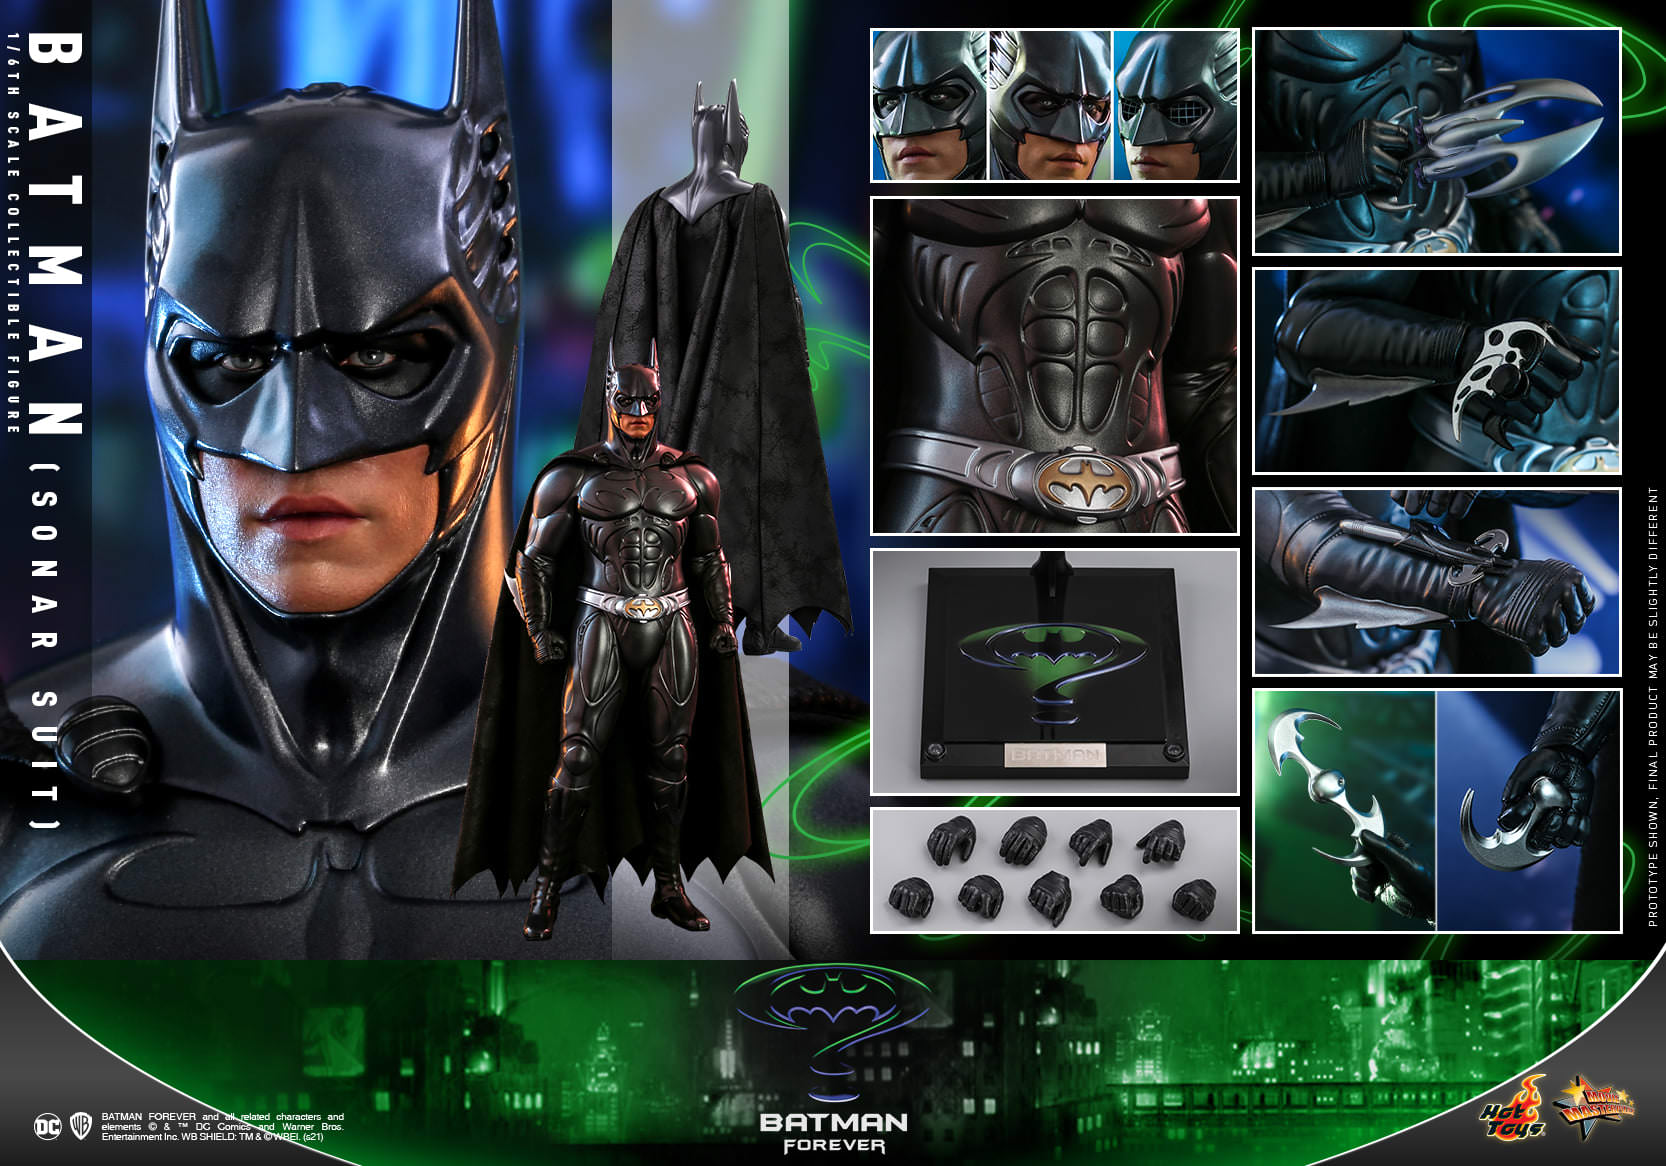 BATMAN (SONAR SUIT)
1/6TH SCALE COLLECTIBLE FIGURE
BATMAN
PROTOTYPE SHOWN, FINAL PRODUCT MAY BE SLIGHTLY DIFFERENT
BATMAN
FOREVER
DC
WB
BATMAN FOREVER and all related characters and
elements © & ™ DC Comics and Warner Bros.
Entertainment Inc. WB SHIELD: TM & © WBEI. (s21)
Hot
Toys
MOVIE
MASTERPIECE